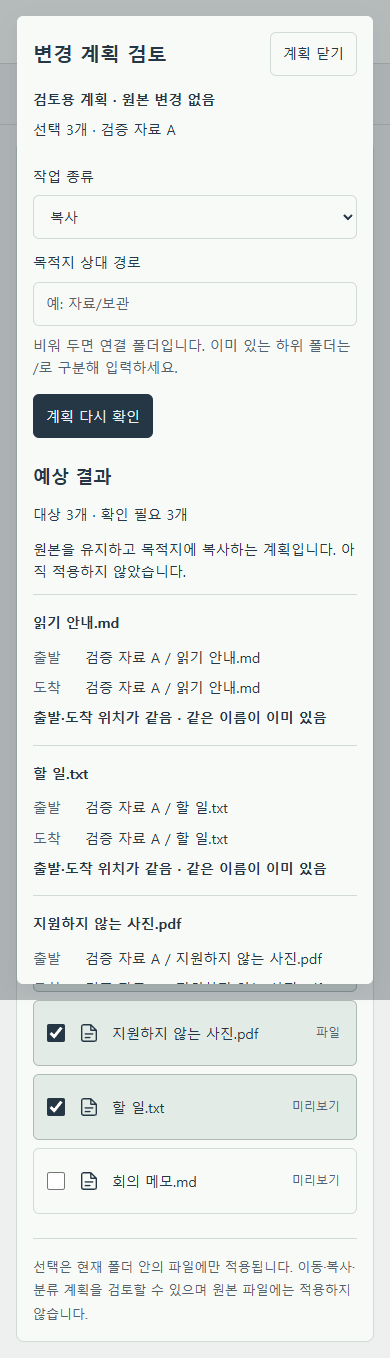 변경 계획 검토
계획 닫기
검토용 계획 · 원본 변경 없음
선택 3개 · 검증 자료 A
작업 종류
복사
목적지 상대 경로
예: 자료/보관
비워 두면 연결 폴더입니다. 이미 있는 하위 폴더는
/로 구분해 입력하세요.
계획 다시 확인
예상 결과
대상 3개 · 확인 필요 3개
원본을 유지하고 목적지에 복사하는 계획입니다. 아
직 적용하지 않았습니다.
읽기 안내.md
출발 검증 자료 A / 읽기 안내.md
도착 검증 자료 A / 읽기 안내.md
출발·도착 위치가 같음 · 같은 이름이 이미 있음
할 일.txt
출발 검증 자료 A / 할 일.txt
도착 검증 자료 A / 할 일.txt
출발·도착 위치가 같음 · 같은 이름이 이미 있음
지원하지 않는 사진.pdf
출발 검증 자료 A / 지원하지 않는 사진.pdf
지원하지 않는 사진.pdf 파일
할 일.txt 미리보기
회의 메모.md 미리보기
선택은 현재 폴더 안의 파일에만 적용됩니다. 이동·복사·
분류 계획을 검토할 수 있으며 원본 파일에는 적용하지
않습니다.